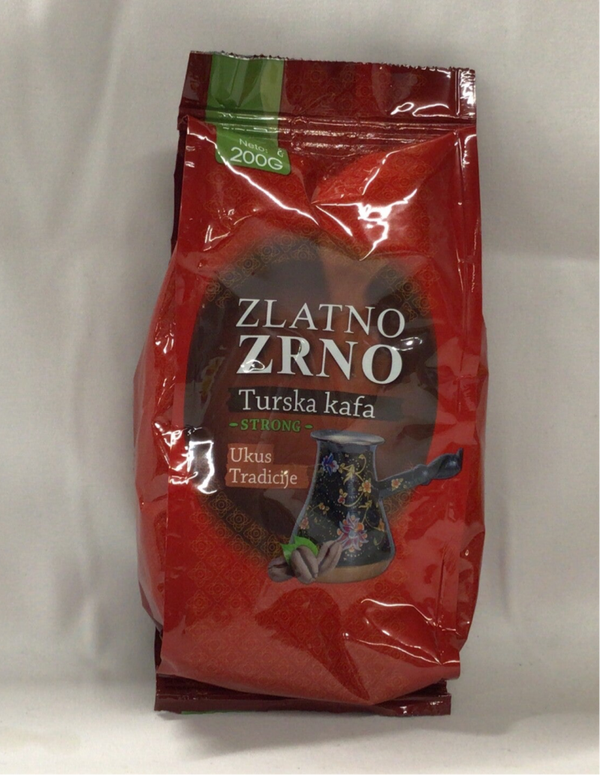 Neto:
200G
ZLATNO
ZRNO
Turska kafa
-STRONG-
Ukus
Tradicije